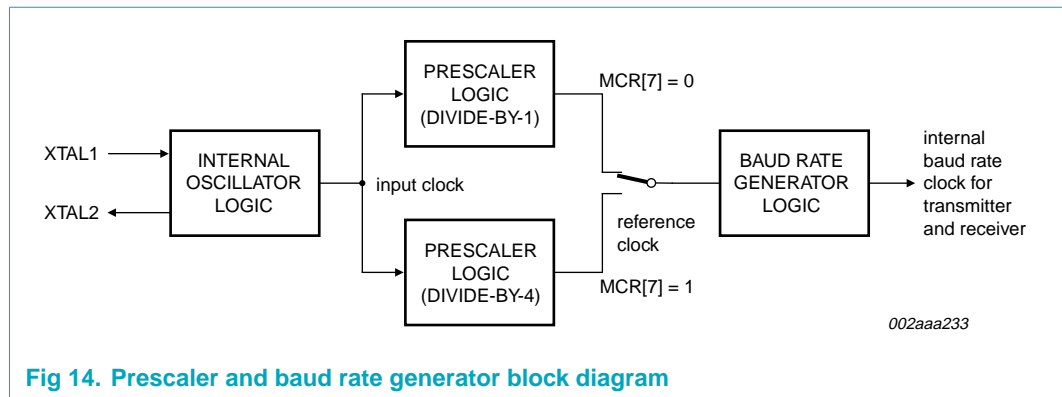 XTAL1
XTAL2
INTERNAL
OSCILLATOR
LOGIC
input clock
PRESCALER
LOGIC
(DIVIDE-BY-1)
MCR[7] = 0
PRESCALER
LOGIC
(DIVIDE-BY-4)
MCR[7] = 1
reference
clock
BAUD RATE
GENERATOR
LOGIC
internal
baud rate
clock for
transmitter
and receiver
002aaa233
Fig 14. Prescaler and baud rate generator block diagram